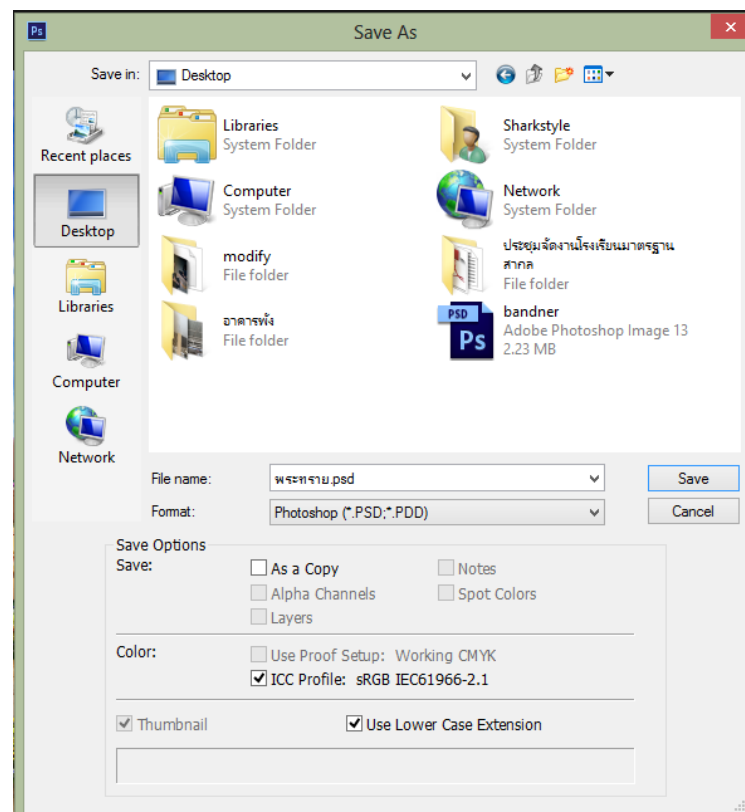 Ps
Save As
Save in:
Desktop
Recent places
Desktop
Libraries
Computer
Network
Libraries
System Folder
Sharkstyle
System Folder
Computer
System Folder
Network
System Folder
modify
File folder
ประชุมจัดงานโรงเรียนมาตรฐาน
สากล
File folder
อาคารพัง
File folder
PSD
Ps
bandner
Adobe Photoshop Image 13
2.23 MB
File name:
พระทราย.psd
Save
Format:
Photoshop (*.PSD;*.PDD)
Cancel
Save Options
Save:
As a Copy
Notes
Alpha Channels
Spot Colors
Layers
Color:
Use Proof Setup: Working CMYK
ICC Profile: sRGB IEC61966-2.1
Thumbnail
Use Lower Case Extension